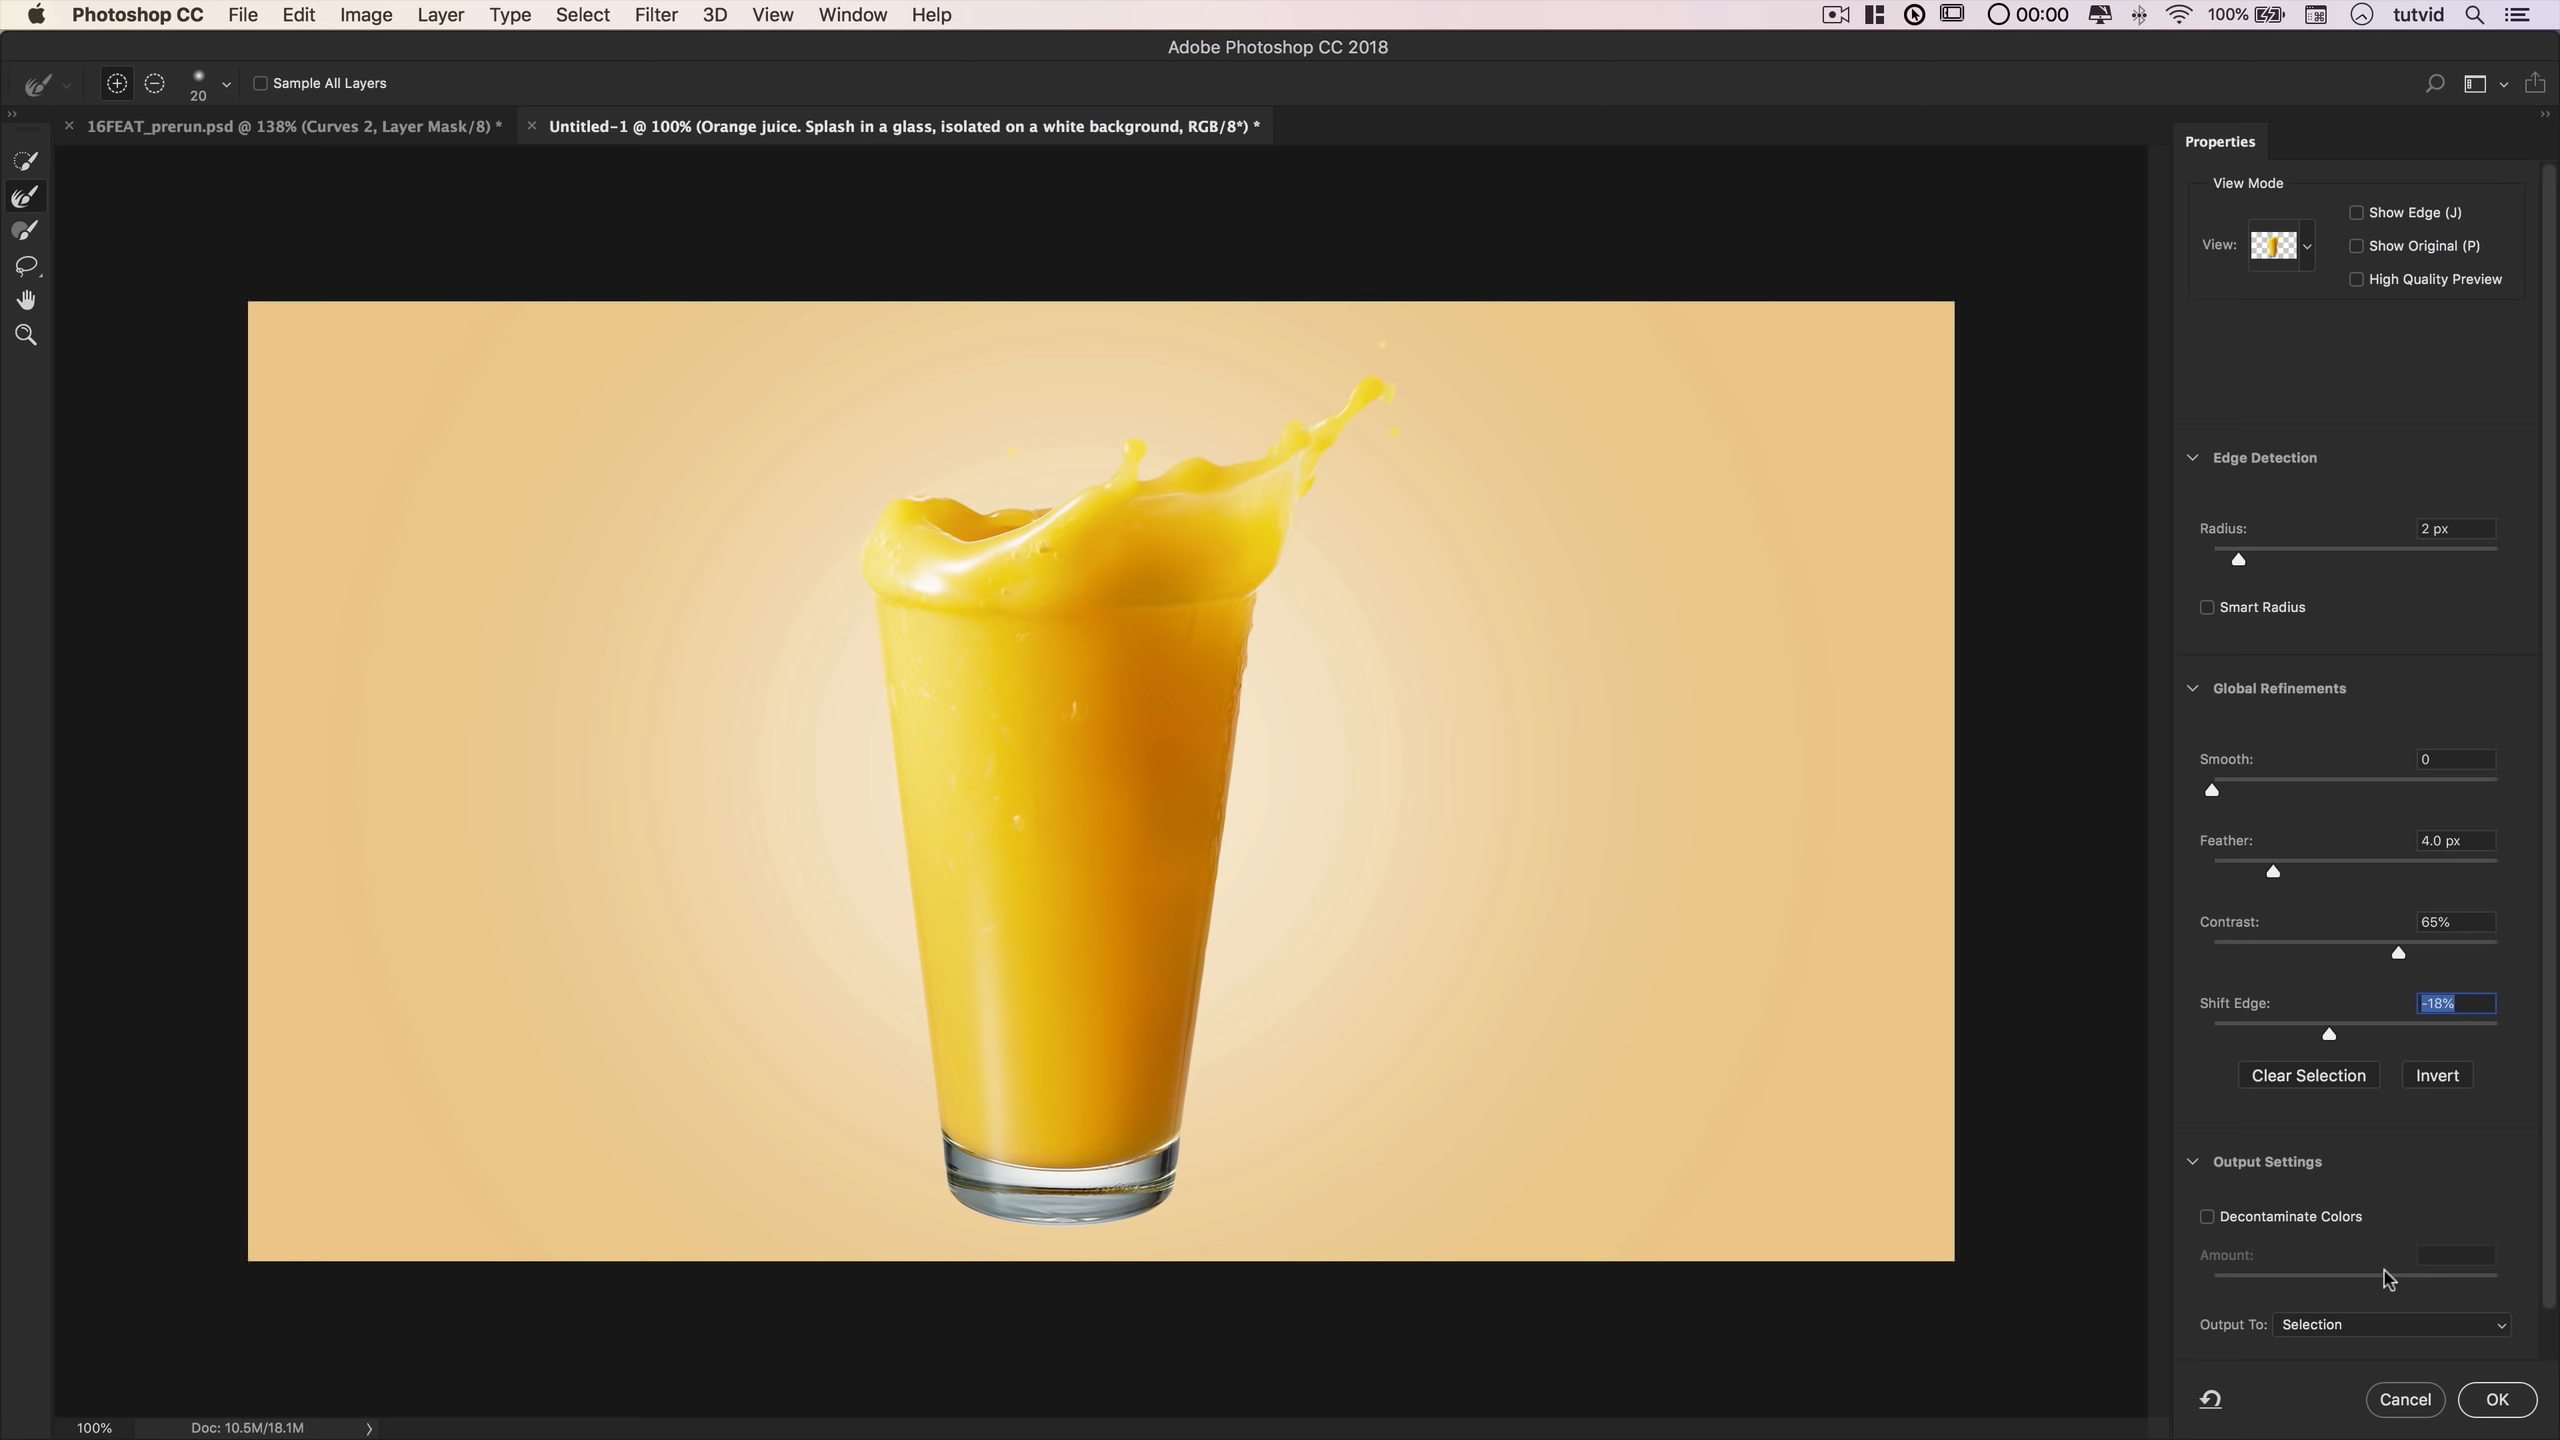 Photoshop CC File Edit Image Layer Type Select Filter 3D View Window Help 00:00 100% tutvid
Adobe Photoshop CC 2018
20 Sample All Layers
16FEAT_prerun.psd @ 138% (Curves 2, Layer Mask/8) * Untitled-1 @ 100% (Orange juice. Splash in a glass, isolated on a white background, RGB/8*) *
Properties
View Mode
Show Edge (J)
View:
Show Original (P)
High Quality Preview
Edge Detection
Radius: 2 px
Smart Radius
Global Refinements
Smooth: 0
Feather: 4.0 px
Contrast: 65%
Shift Edge: -18%
Clear Selection Invert
Output Settings
Decontaminate Colors
Amount:
Output To: Selection
Cancel OK
100% Doc: 10.5M/18.1M